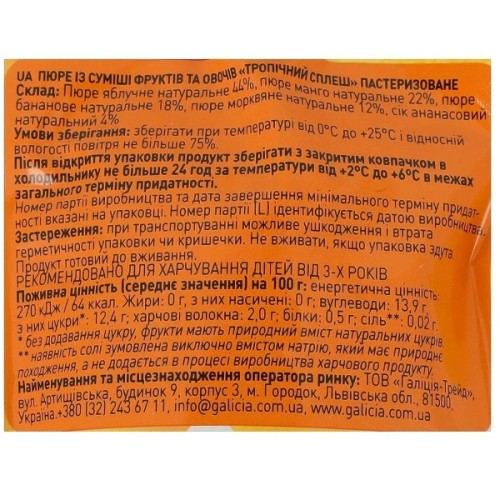 UA ПЮРЕ ІЗ СУМІШІ ФРУКТІВ ТА ОВОЧІВ «ТРОПІЧНИЙ СПЛЕШ» ПАСТЕРИЗОВАНЕ
Склад: Пюре яблучне натуральне 44%, пюре манго натуральне 22%, пюре
бананове натуральне 18%, пюре морквяне натуральне 12%, сік ананасовий
натуральний 4%
Умови зберігання: зберігати при температурі від 0°С до +25°С і відносній
вологості повітря не більше 75%.
Після відкриття упаковки продукт зберігати з закритим ковпачком в
холодильнику не більше 24 год за температури від +2°С до +6°С в межах
загального терміну придатності.
Номер партії виробництва та дата завершення мінімального терміну придат-
ності вказані на упаковці. Номер партії (L) ідентифікується датою виробництва.
Застереження: при транспортуванні можливе ушкодження і втрата
герметичності упаковки чи кришечки. Не вживати, якщо упаковка здута.
Продукт готовий до вживання.
РЕКОМЕНДОВАНО ДЛЯ ХАРЧУВАННЯ ДІТЕЙ ВІД 3-Х РОКІВ
Поживна цінність (середнє значення) на 100 г: енергетична цінність:
270 кДж / 64 ккал. Жири: 0 г, з них насичені: 0 г; вуглеводи: 13,9 г,
з них цукри*: 12,4 г; харчові волокна: 2,0 г; білки: 0,5 г; сіль**: 0,02 г.
* без додавання цукру, фрукти мають природний вміст натуральних цукрів.
**наявність солі зумовлена виключно вмістом натрію, який має природнє
походження, а не додається в процесі виробництва харчового продукту.
Найменування та місцезнаходження оператора ринку: ТОВ «Галіція-Трейд»,
вул. Артищівська, будинок 9, корпус 3, м. Городок, Львівська обл., 81500,
Україна.+380 (32) 243 67 11, info@galicia.com.ua, www.galicia.com.ua